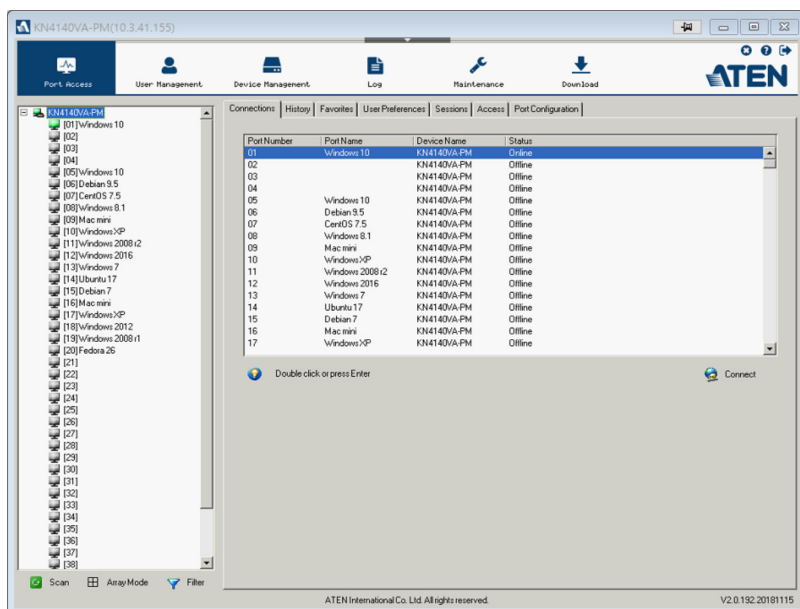 KN4140VA-PM(10.3.41.155)
Port Access
User Management
Device Management
Log
Maintenance
Download
ATEN
KN4140VA-PM
[01]Windows 10
[02]
[03]
[04]
[05]Windows 10
[06]Debian 9.5
[07]CentOS 7.5
[08]Windows 8.1
[09]Mac mini
[10]WindowsXP
[11]Windows 2008 r2
[12]Windows 2016
[13]Windows 7
[14]Ubuntu 17
[15]Debian 7
[16]Mac mini
[17]WindowsXP
[18]Windows 2012
[19]Windows 2008 r1
[20]Fedora 26
[21]
[22]
[23]
[24]
[25]
[26]
[27]
[28]
[29]
[30]
[31]
[32]
[33]
[34]
[35]
[36]
[37]
[38]
Scan
Array Mode
Filter
Connections History Favorites User Preferences Sessions Access Port Configuration
Port Number Port Name Device Name Status
01 Windows 10 KN4140VA-PM Online
02 KN4140VA-PM Offline
03 KN4140VA-PM Offline
04 KN4140VA-PM Offline
05 Windows 10 KN4140VA-PM Offline
06 Debian 9.5 KN4140VA-PM Offline
07 CentOS 7.5 KN4140VA-PM Offline
08 Windows 8.1 KN4140VA-PM Offline
09 Mac mini KN4140VA-PM Offline
10 WindowsXP KN4140VA-PM Offline
11 Windows 2008 r2 KN4140VA-PM Offline
12 Windows 2016 KN4140VA-PM Offline
13 Windows 7 KN4140VA-PM Offline
14 Ubuntu 17 KN4140VA-PM Offline
15 Debian 7 KN4140VA-PM Offline
16 Mac mini KN4140VA-PM Offline
17 WindowsXP KN4140VA-PM Offline
Double click or press Enter
Connect
ATEN International Co. Ltd. All rights reserved.
V2.0.192.20181115